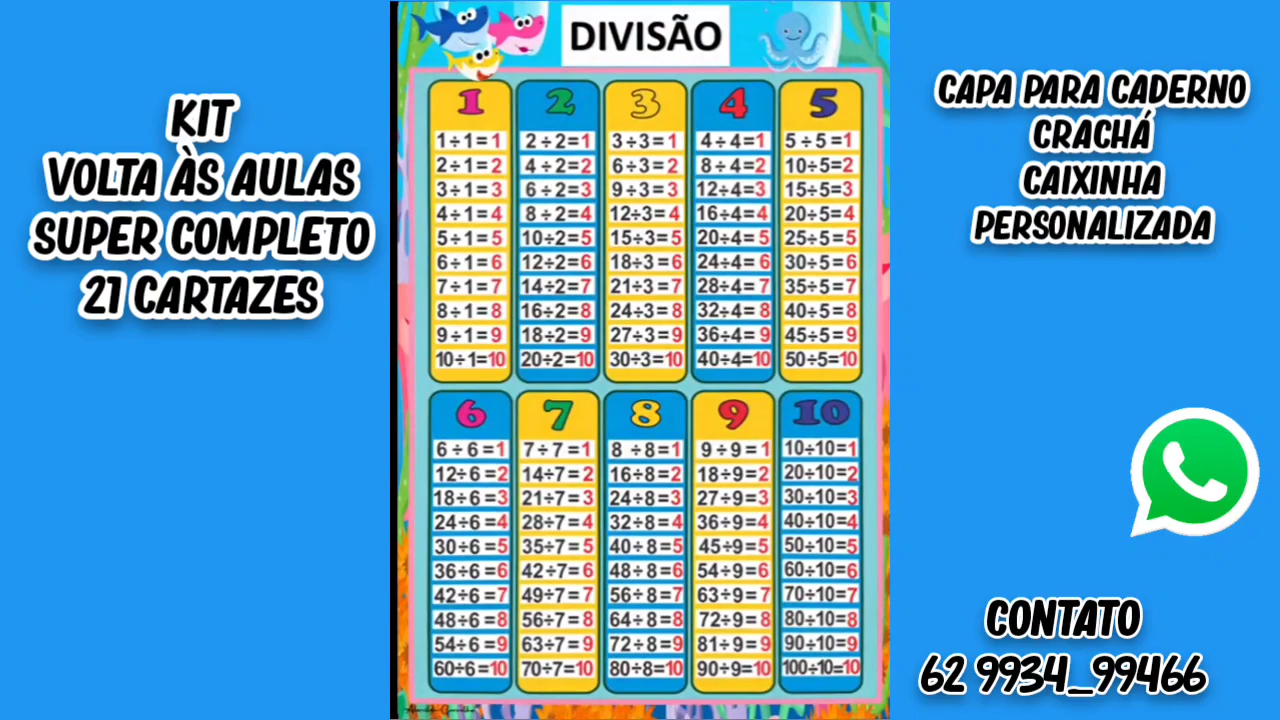 KIT
VOLTA ÀS AULAS
SUPER COMPLETO
21 CARTAZES
DIVISÃO
1 2 3 4 5
1÷1=1 2÷2=1 3÷3=1 4÷4=1 5÷5=1
2÷1=2 4÷2=2 6÷3=2 8÷4=2 10÷5=2
3÷1=3 6÷2=3 9÷3=3 12÷4=3 15÷5=3
4÷1=4 8÷2=4 12÷3=4 16÷4=4 20÷5=4
5÷1=5 10÷2=5 15÷3=5 20÷4=5 25÷5=5
6÷1=6 12÷2=6 18÷3=6 24÷4=6 30÷5=6
7÷1=7 14÷2=7 21÷3=7 28÷4=7 35÷5=7
8÷1=8 16÷2=8 24÷3=8 32÷4=8 40÷5=8
9÷1=9 18÷2=9 27÷3=9 36÷4=9 45÷5=9
10÷1=10 20÷2=10 30÷3=10 40÷4=10 50÷5=10
6 7 8 9 10
6÷6=1 7÷7=1 8÷8=1 9÷9=1 10÷10=1
12÷6=2 14÷7=2 16÷8=2 18÷9=2 20÷10=2
18÷6=3 21÷7=3 24÷8=3 27÷9=3 30÷10=3
24÷6=4 28÷7=4 32÷8=4 36÷9=4 40÷10=4
30÷6=5 35÷7=5 40÷8=5 45÷9=5 50÷10=5
36÷6=6 42÷7=6 48÷8=6 54÷9=6 60÷10=6
42÷6=7 49÷7=7 56÷8=7 63÷9=7 70÷10=7
48÷6=8 56÷7=8 64÷8=8 72÷9=8 80÷10=8
54÷6=9 63÷7=9 72÷8=9 81÷9=9 90÷10=9
60÷6=10 70÷7=10 80÷8=10 90÷9=10 100÷10=10
CAPA PARA CADERNO
CRACHÁ
CAIXINHA
PERSONALIZADA
CONTATO
62 9934_99466